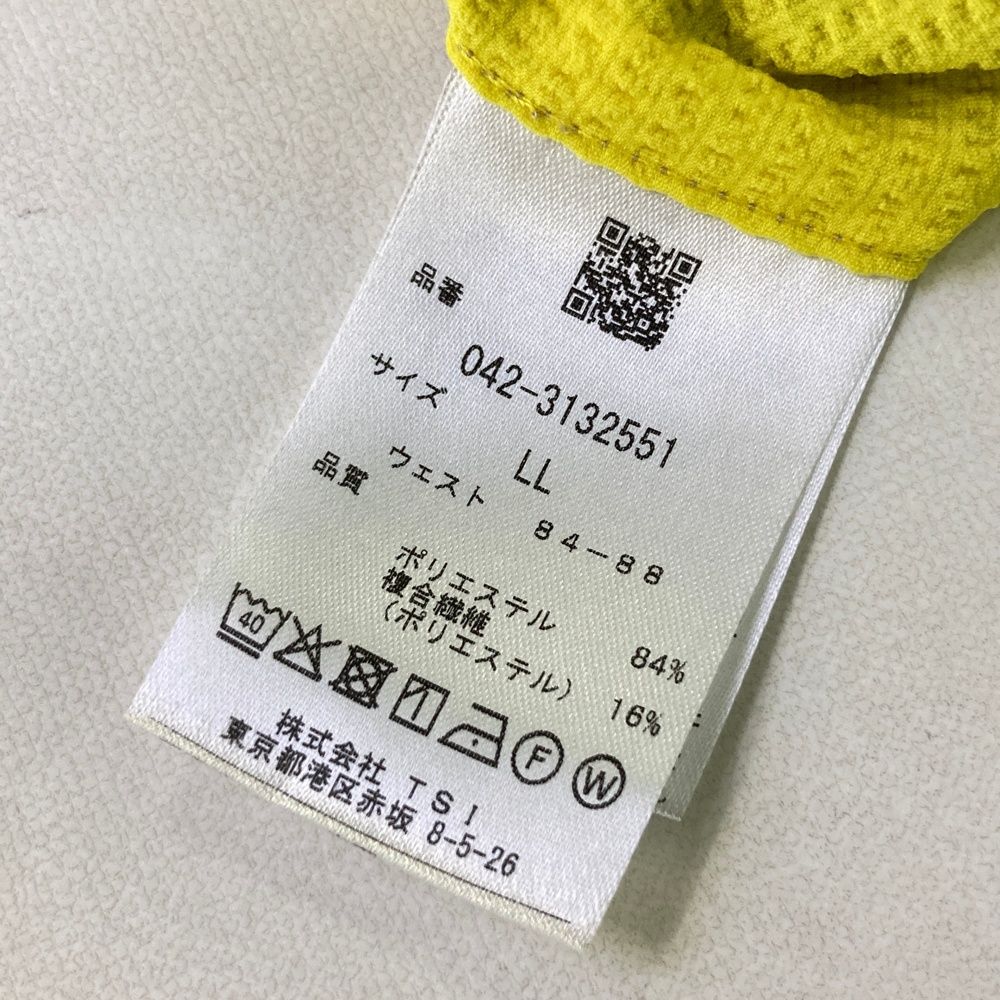 品番
042-3132551
サイズ
LL
ウェスト 84-88
品質
ポリエステル 84%
複合繊維
(ポリエステル) 16%
40
F W
株式会社 TSI
東京都港区赤坂 8-5-26